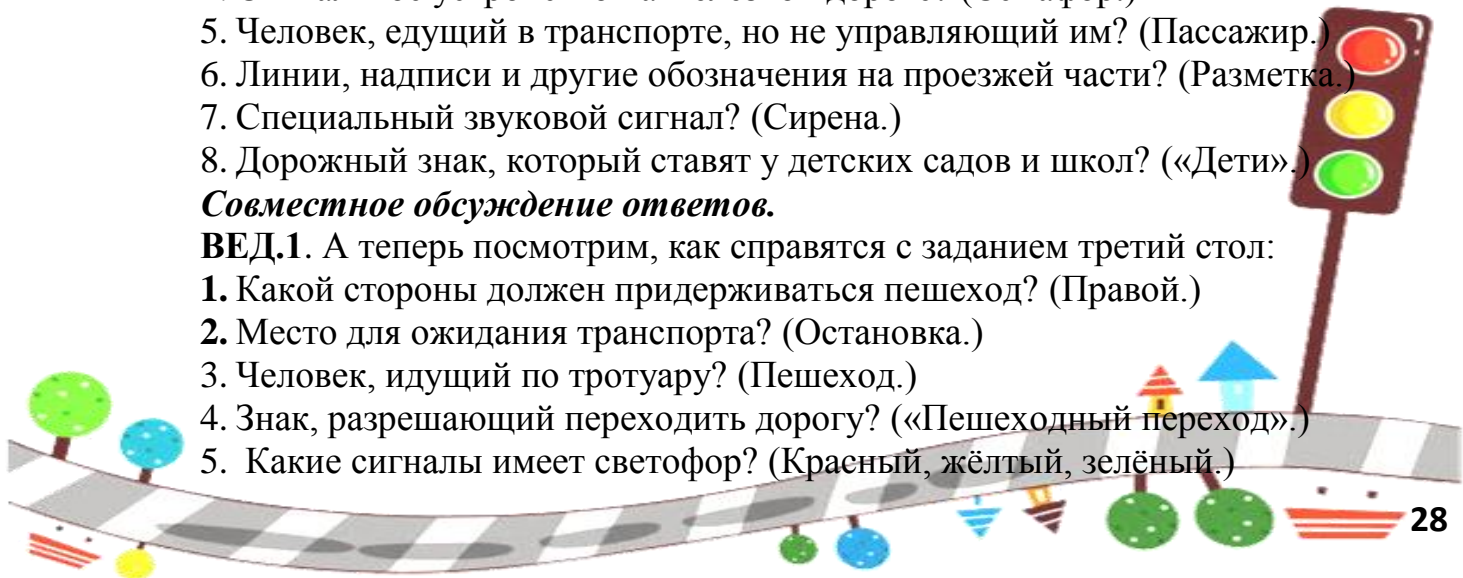 5. Человек, едущий в транспорте, но не управляющий им? (Пассажир.)
6. Линии, надписи и другие обозначения на проезжей части? (Разметка.)
7. Специальный звуковой сигнал? (Сирена.)
8. Дорожный знак, который ставят у детских садов и школ? («Дети».)
Совместное обсуждение ответов.
ВЕД.1. А теперь посмотрим, как справятся с заданием третий стол:
1. Какой стороны должен придерживаться пешеход? (Правой.)
2. Место для ожидания транспорта? (Остановка.)
3. Человек, идущий по тротуару? (Пешеход.)
4. Знак, разрешающий переходить дорогу? («Пешеходный переход».)
5. Какие сигналы имеет светофор? (Красный, жёлтый, зелёный.)
28